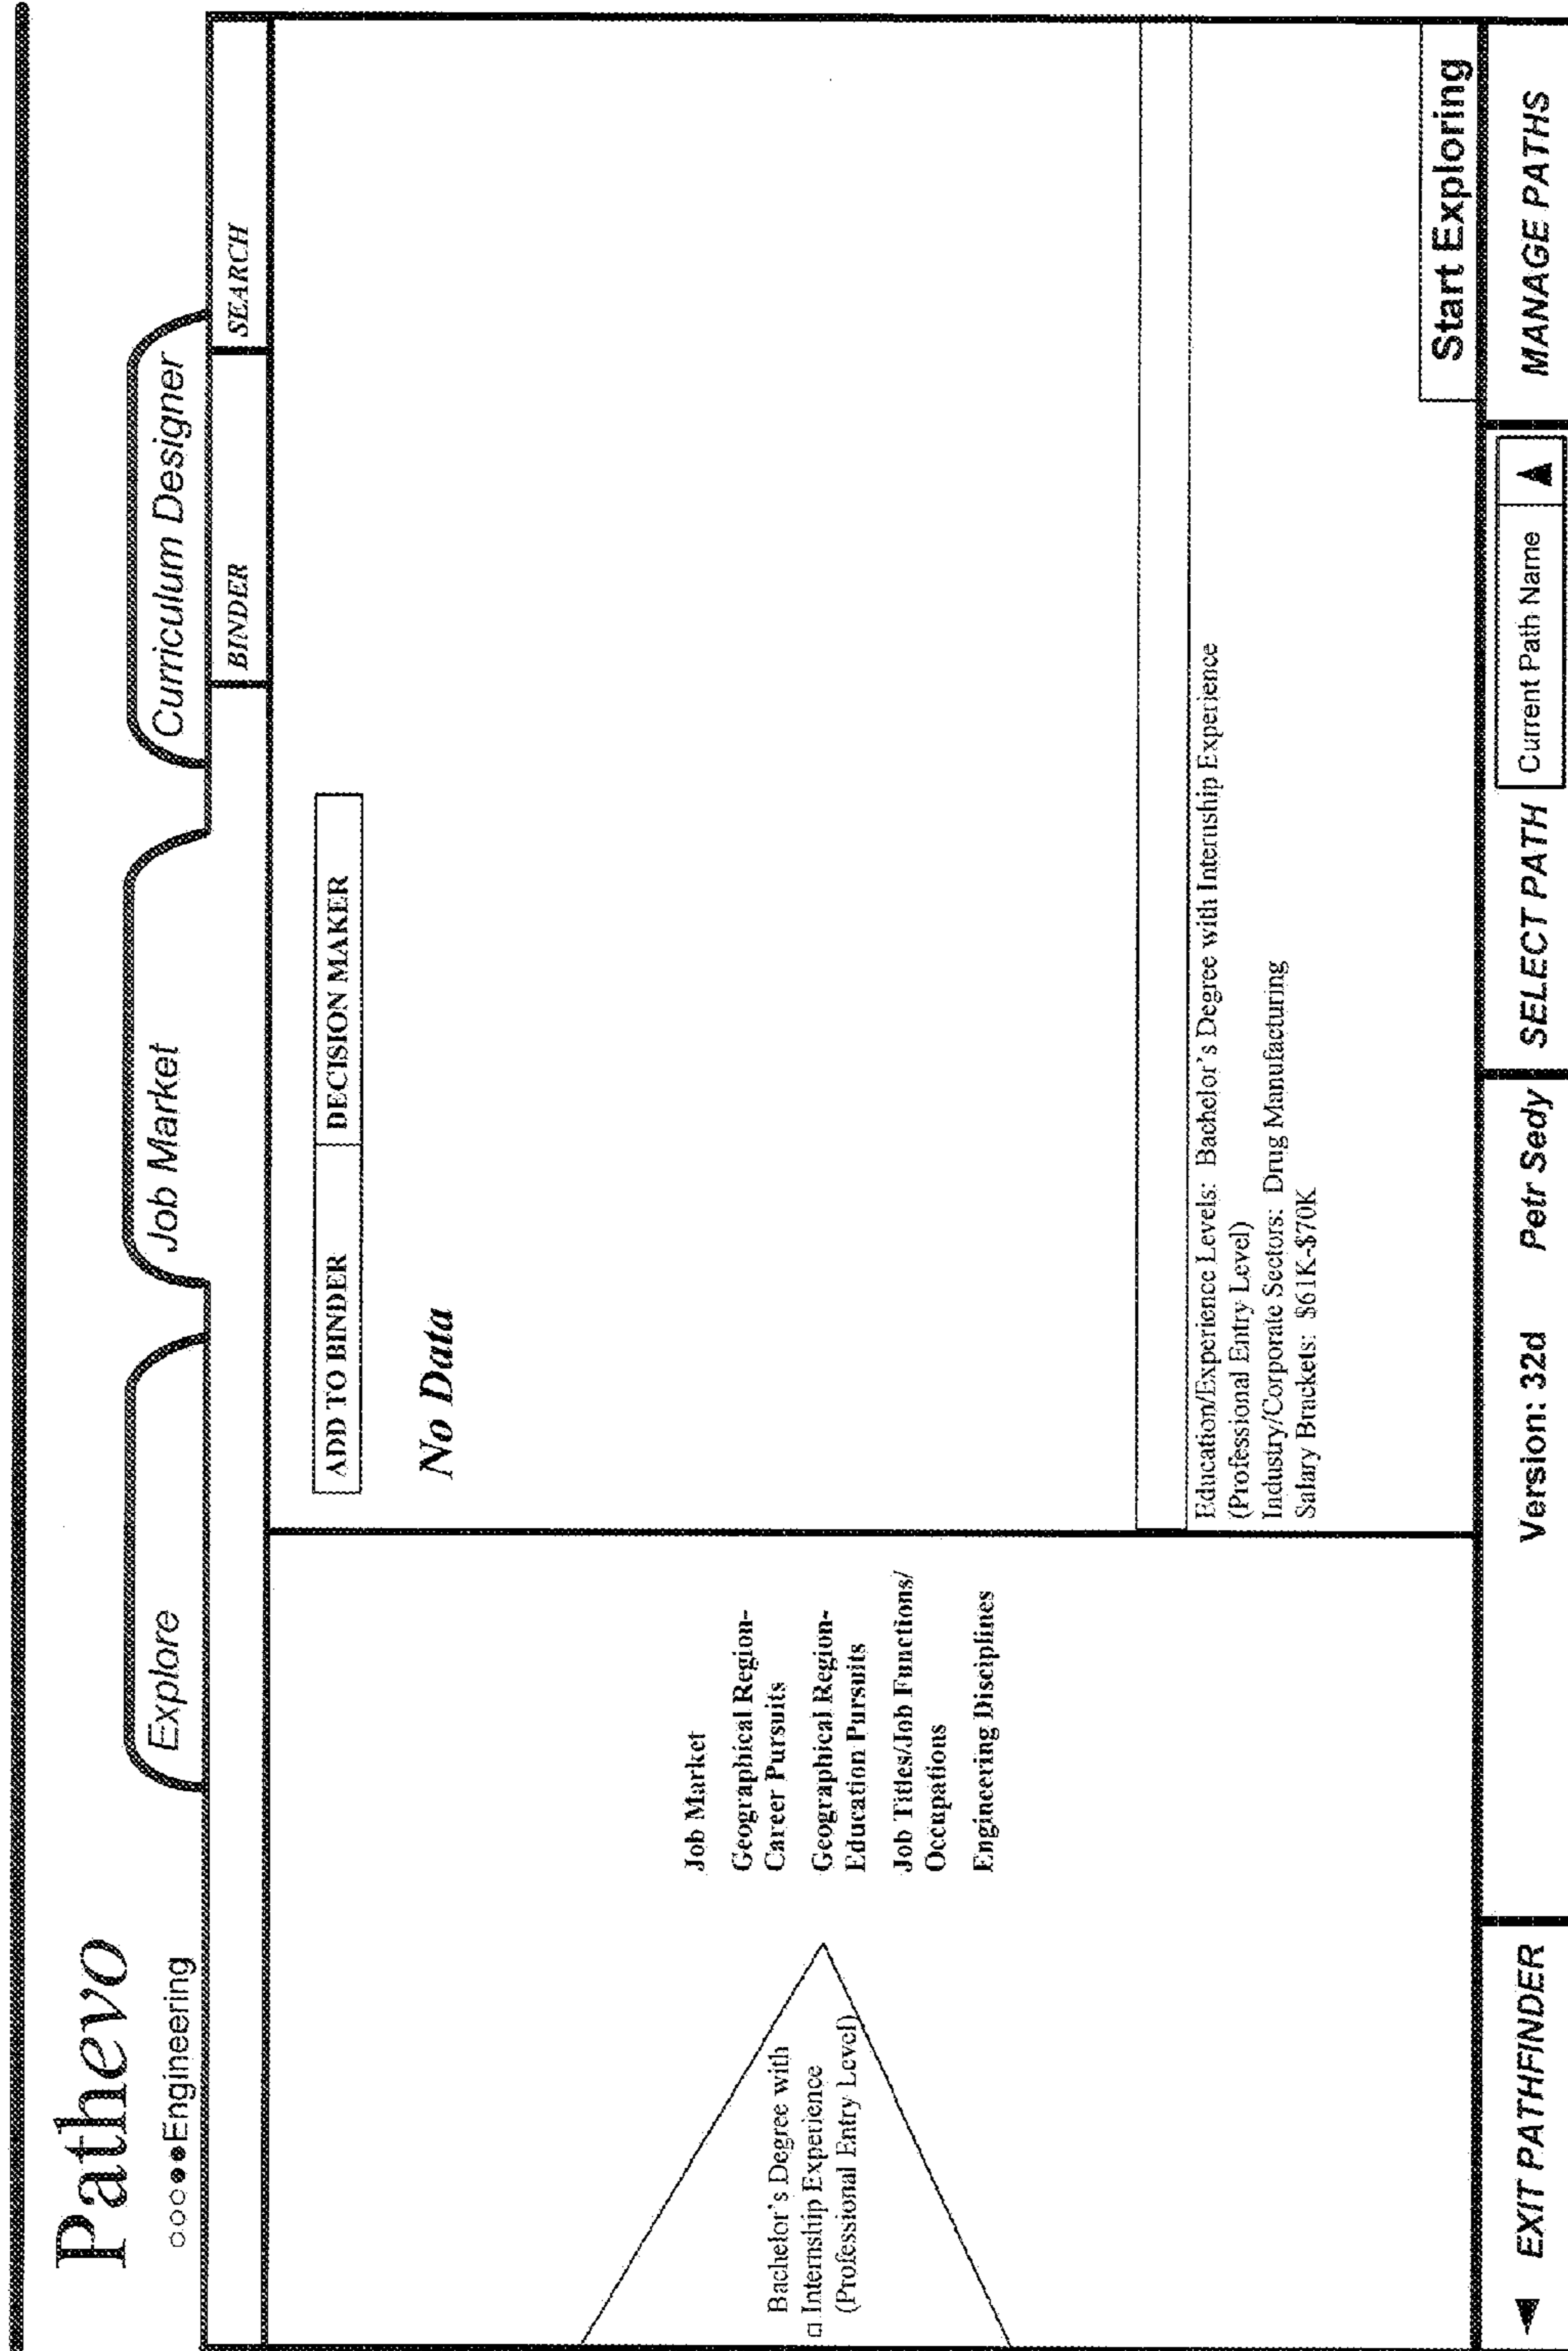 Pathevo
○○○●●Engineering
Explore
Job Market
Curriculum Designer
BINDER
SEARCH
Bachelor's Degree with
□ Internship Experience
(Professional Entry Level)
Job Market
Geographical Region-
Career Pursuits
Geographical Region-
Education Pursuits
Job Titles/Job Functions/
Occupations
Engineering Disciplines
ADD TO BINDER
DECISION MAKER
No Data
Education/Experience Levels: Bachelor's Degree with Internship Experience
(Professional Entry Level)
Industry/Corporate Sectors: Drug Manufacturing
Salary Brackets: $61K-$70K
Start Exploring
◄ EXIT PATHFINDER
Version: 32d
Petr Sedy
SELECT PATH
Current Path Name
MANAGE PATHS